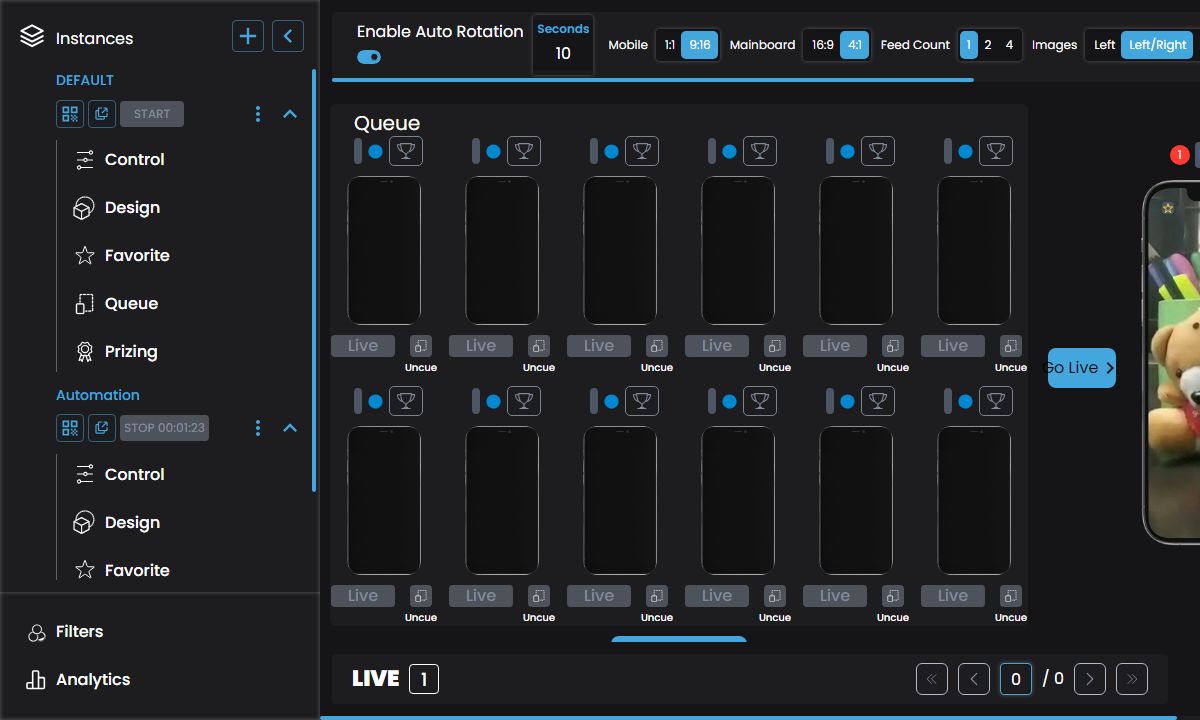 Instances
DEFAULT
START
Control
Design
Favorite
Queue
Prizing
Automation
STOP 00:01:23
Control
Design
Favorite
Filters
Analytics
Enable Auto Rotation
Seconds
10
Mobile 1:1 9:16 Mainboard 16:9 4:1 Feed Count 1 2 4 Images Left Left/Right
Queue
Live Live Live Live Live Live
Uncue Uncue Uncue Uncue Uncue Uncue
Live Live Live Live Live Live
Uncue Uncue Uncue Uncue Uncue Uncue
1
Go Live
LIVE 1
0 / 0